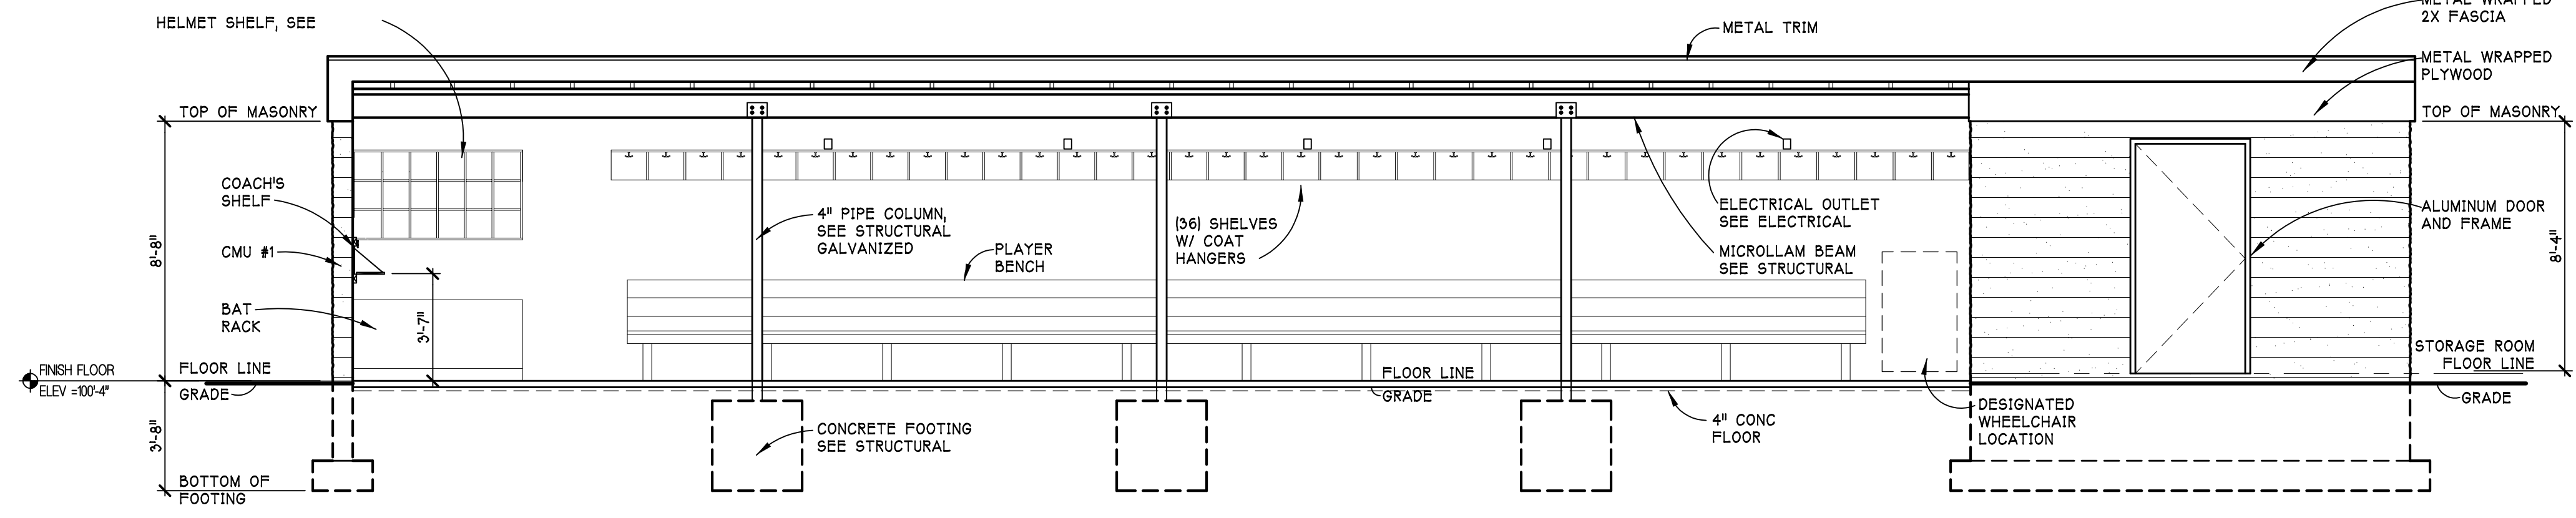 HELMET SHELF, SEE
METAL TRIM
METAL WRAPPED
2X FASCIA
METAL WRAPPED
PLYWOOD
TOP OF MASONRY
TOP OF MASONRY
COACH'S
SHELF
CMU #1
BAT
RACK
8'-8"
3'-7"
4" PIPE COLUMN,
SEE STRUCTURAL
GALVANIZED
PLAYER
BENCH
(36) SHELVES
W/ COAT
HANGERS
ELECTRICAL OUTLET
SEE ELECTRICAL
MICROLLAM BEAM
SEE STRUCTURAL
ALUMINUM DOOR
AND FRAME
8'-4"
STORAGE ROOM
FLOOR LINE
FINISH FLOOR
ELEV =100'-4"
FLOOR LINE
GRADE
FLOOR LINE
GRADE
GRADE
3'-8"
CONCRETE FOOTING
SEE STRUCTURAL
4" CONC
FLOOR
DESIGNATED
WHEELCHAIR
LOCATION
BOTTOM OF
FOOTING